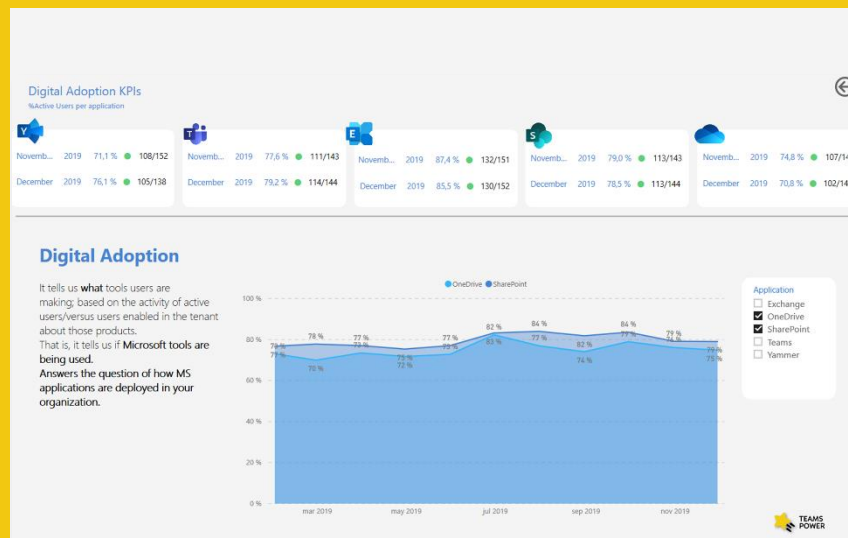 Digital Adoption KPIs
%Active Users per application
Y
T
E
S
Novemb... 2019 71,1 % 108/152
December 2019 76,1 % 105/138
Novemb... 2019 77,6 % 111/143
December 2019 79,2 % 114/144
Novemb... 2019 87,4 % 132/151
December 2019 85,5 % 130/152
Novemb... 2019 79,0 % 113/143
December 2019 78,5 % 113/144
Novemb... 2019 74,8 % 107/14
December 2019 70,8 % 102/14
Digital Adoption
It tells us what tools users are
making; based on the activity of active
users/versus users enabled in the tenant
about those products.
That is, it tells us if Microsoft tools are
being used.
Answers the question of how MS
applications are deployed in your
organization.
OneDrive SharePoint
100 %
80 %
60 %
40 %
20 %
0 %
78 %
77 %
77 %
82 %
84 %
82 %
84 %
79 %
70 %
72 %
77 %
74 %
75 %
mar 2019
may 2019
jul 2019
sep 2019
nov 2019
Application
Exchange
OneDrive
SharePoint
Teams
Yammer
TEAMS
POWER